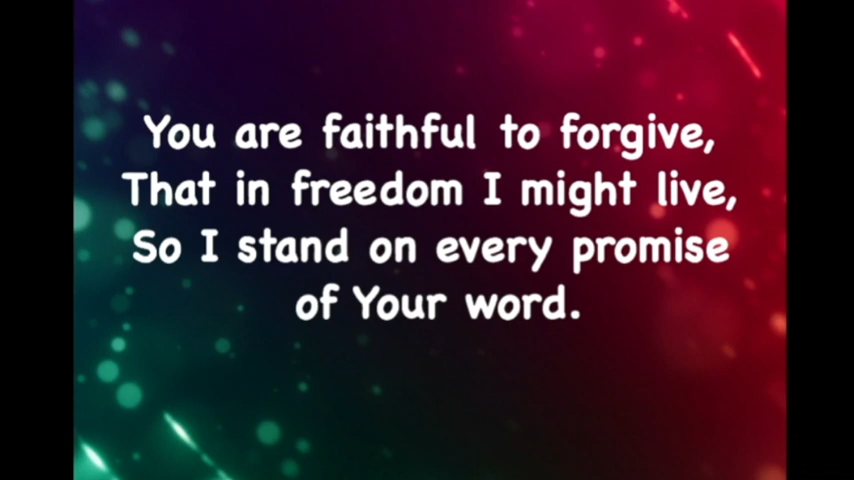 You are faithful to forgive,
That in freedom I might live,
So I stand on every promise
of Your word.